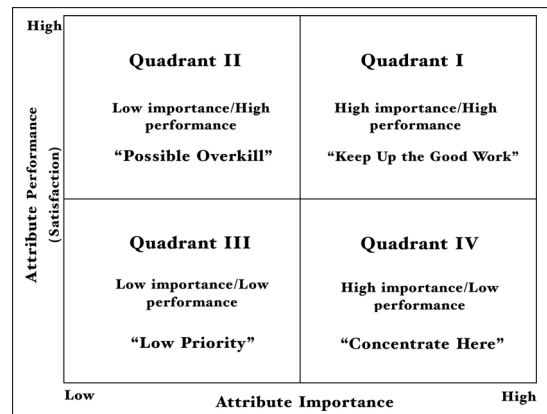 High
Quadrant II
Low importance/High
performance
“Possible Overkill”
Quadrant I
High importance/High
performance
“Keep Up the Good Work”
Attribute Performance
(Satisfaction)
Quadrant III
Low importance/Low
performance
“Low Priority”
Quadrant IV
High importance/Low
performance
“Concentrate Here”
Low
Attribute Importance
High